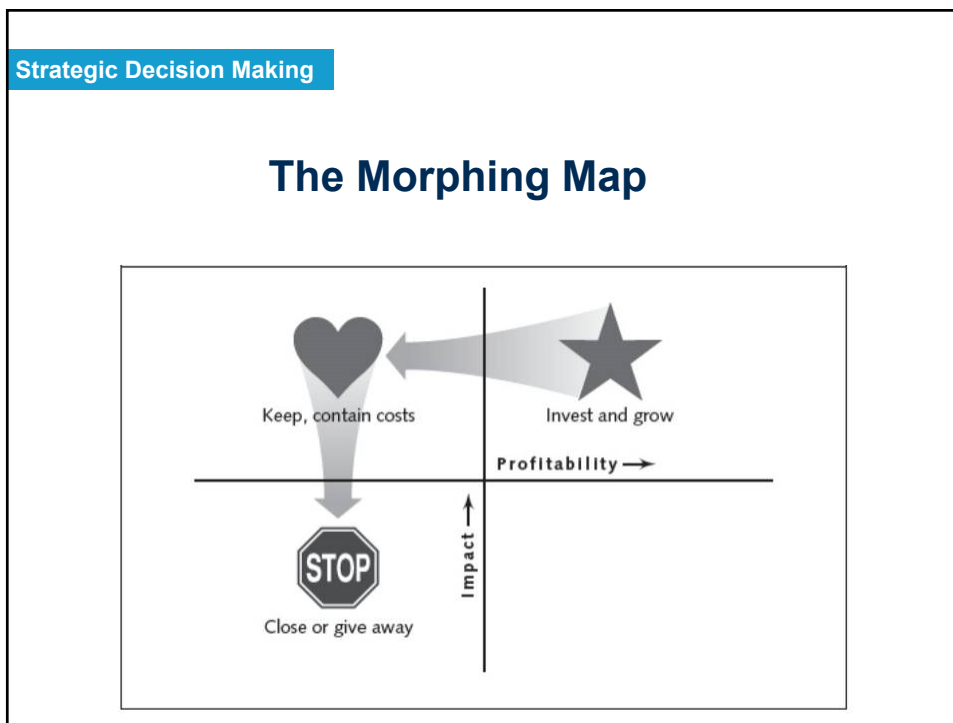 Strategic Decision Making
The Morphing Map
Keep, contain costs
Invest and grow
Profitability
Impact
STOP
Close or give away